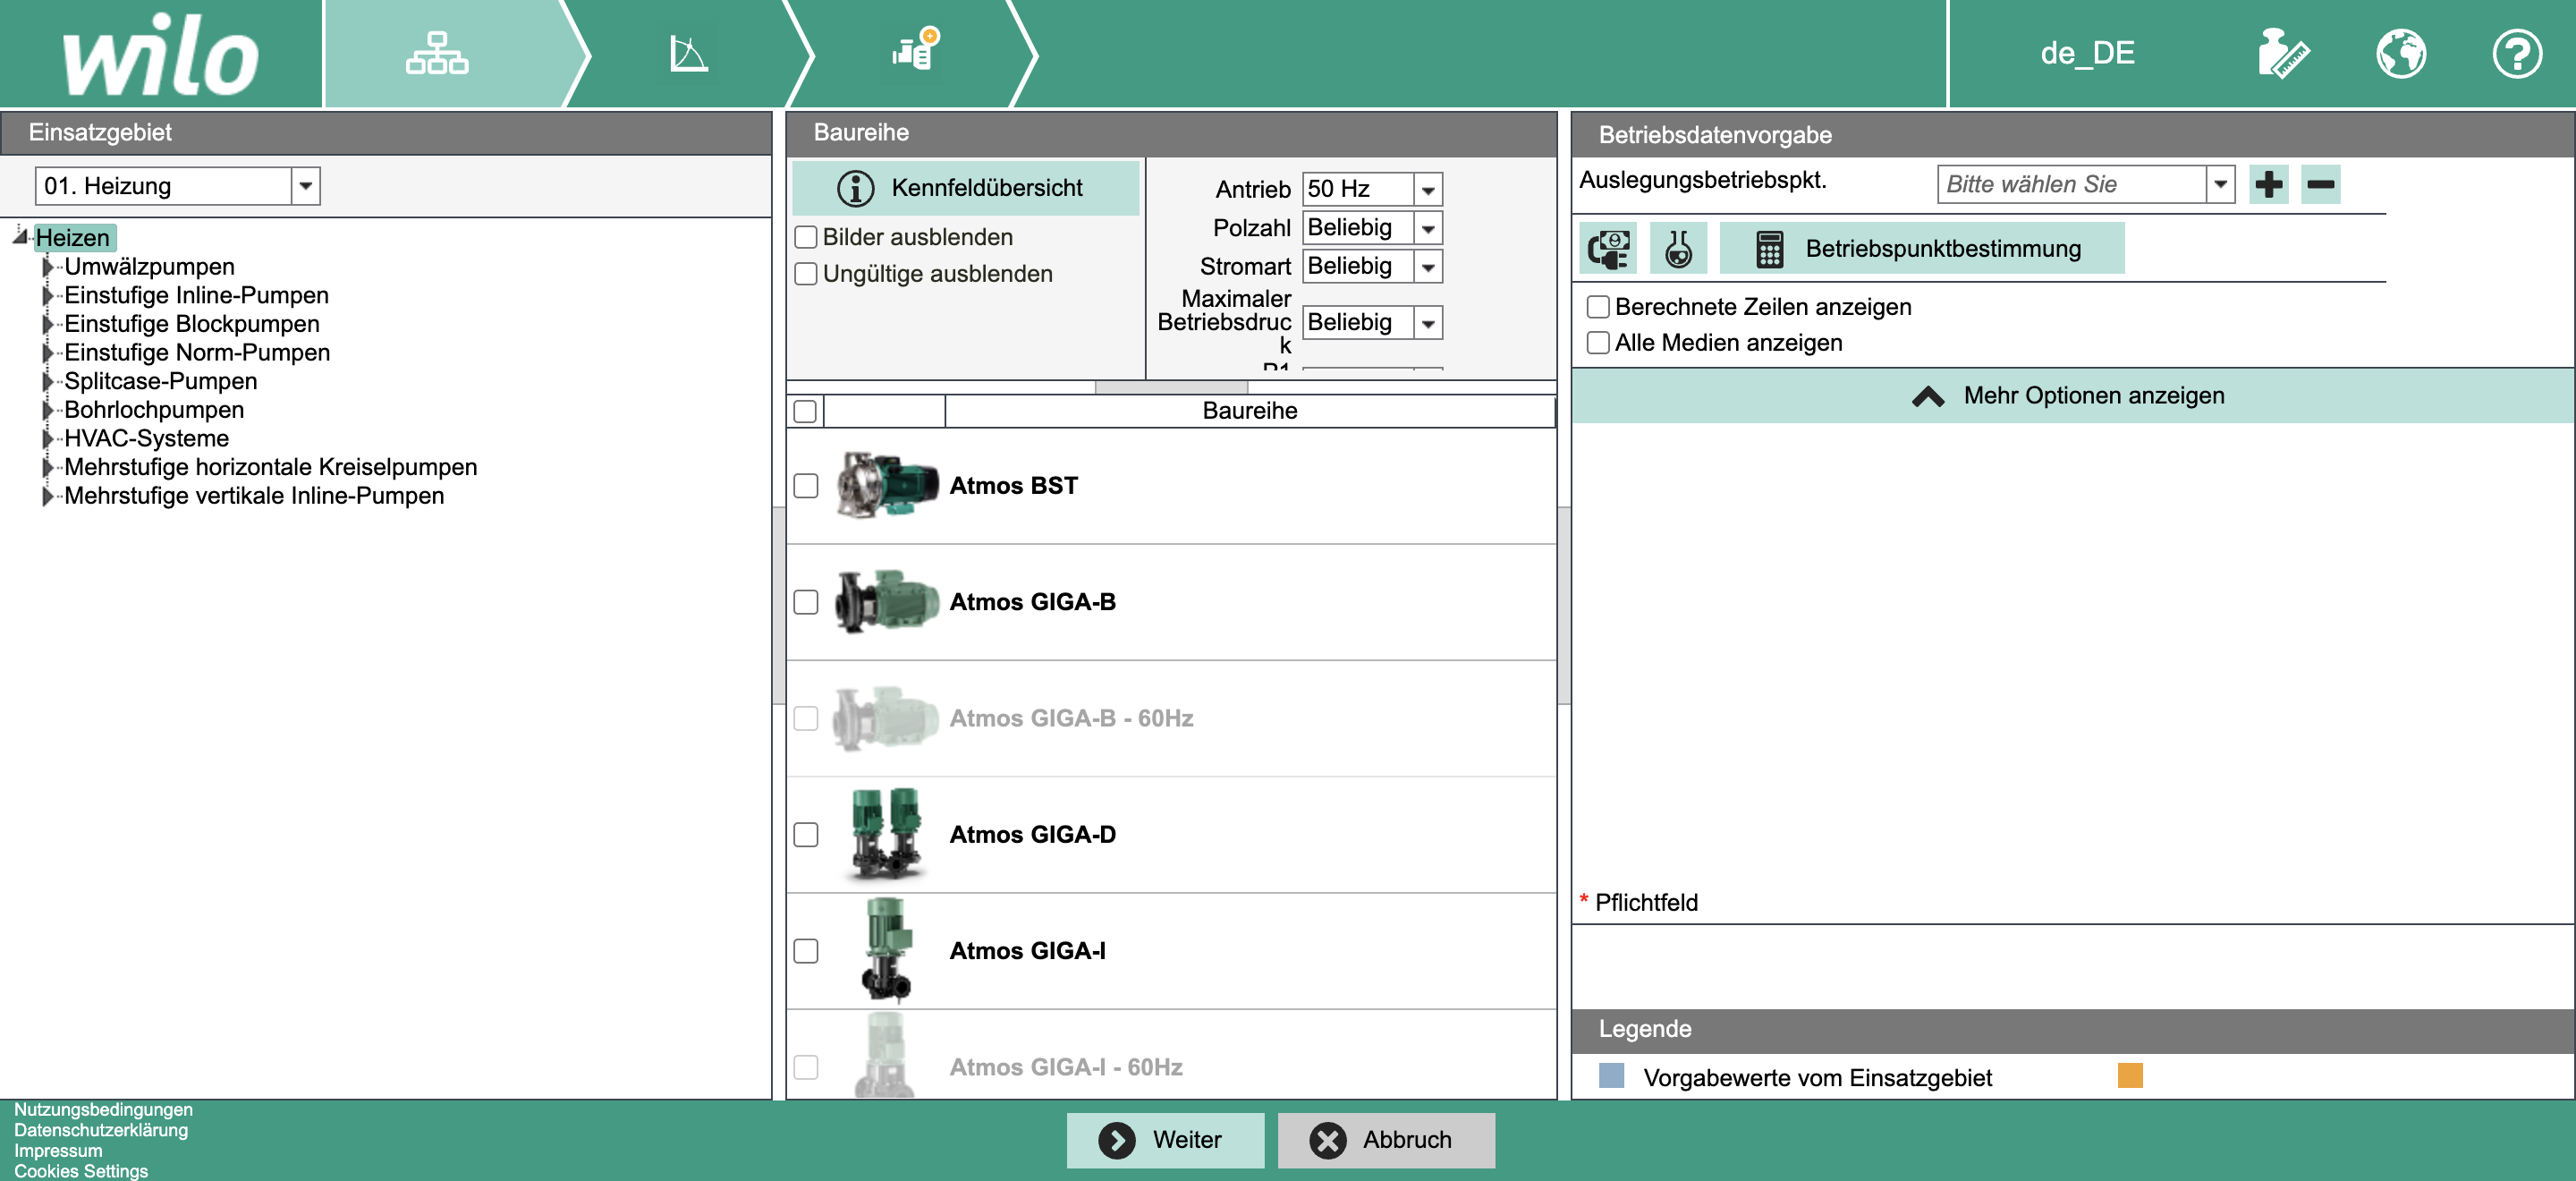 wilo
de_DE
Einsatzgebiet
01. Heizung
Heizen
Umwälzpumpen
Einstufige Inline-Pumpen
Einstufige Blockpumpen
Einstufige Norm-Pumpen
Splitcase-Pumpen
Bohrlochpumpen
HVAC-Systeme
Mehrstufige horizontale Kreiselpumpen
Mehrstufige vertikale Inline-Pumpen
Baureihe
Kennfeldübersicht
Bilder ausblenden
Ungültige ausblenden
Antrieb 50 Hz
Polzahl Beliebig
Stromart Beliebig
Maximaler
Betriebsdruc Beliebig
k
Baureihe
Atmos BST
Atmos GIGA-B
Atmos GIGA-B - 60Hz
Atmos GIGA-D
Atmos GIGA-I
Atmos GIGA-I - 60Hz
Betriebsdatenvorgabe
Auslegungsbetriebspkt. Bitte wählen Sie
Betriebspunktbestimmung
Berechnete Zeilen anzeigen
Alle Medien anzeigen
Mehr Optionen anzeigen
* Pflichtfeld
Legende
Vorgabewerte vom Einsatzgebiet
Nutzungsbedingungen
Datenschutzerklärung
Impressum
Cookies Settings
Weiter
Abbruch